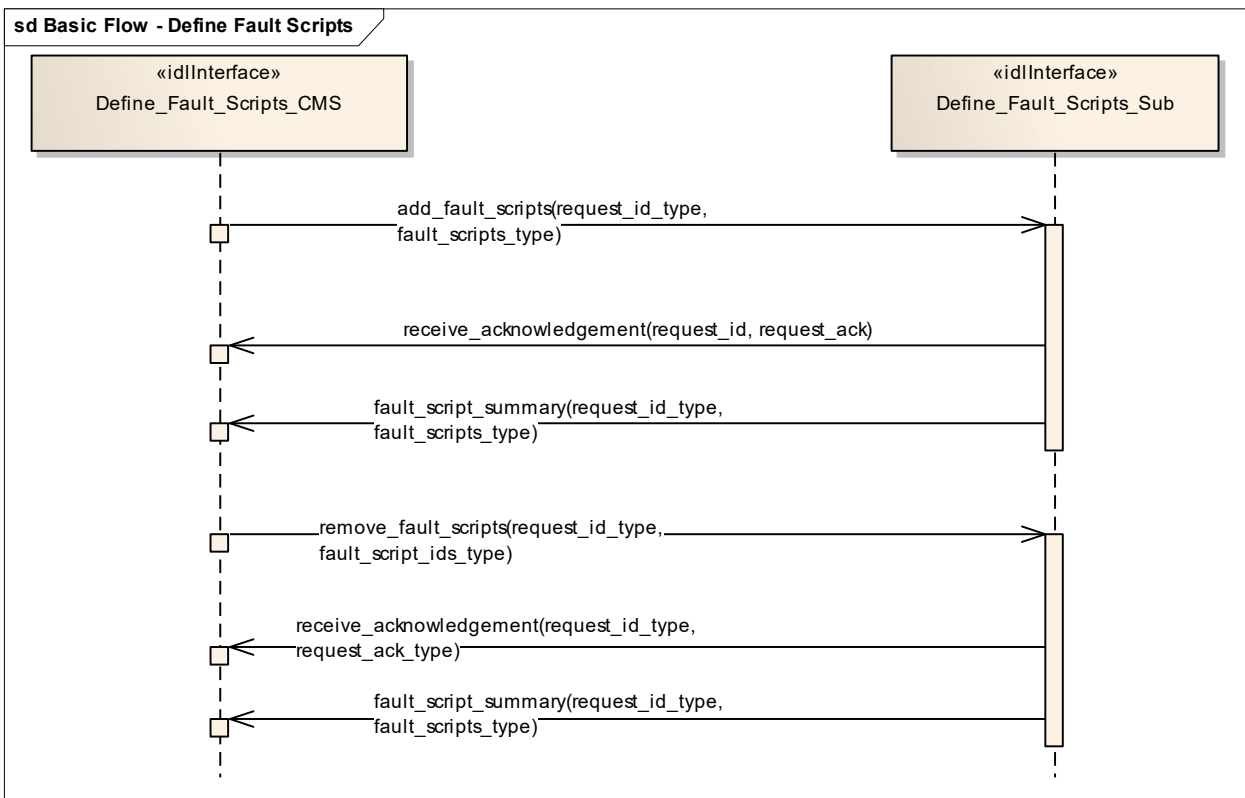 sd Basic Flow - Define Fault Scripts
«idlInterface»
Define_Fault_Scripts_CMS
«idlInterface»
Define_Fault_Scripts_Sub
add_fault_scripts(request_id_type,
fault_scripts_type)
receive_acknowledgement(request_id, request_ack)
fault_script_summary(request_id_type,
fault_scripts_type)
remove_fault_scripts(request_id_type,
fault_script_ids_type)
receive_acknowledgement(request_id_type,
request_ack_type)
fault_script_summary(request_id_type,
fault_scripts_type)